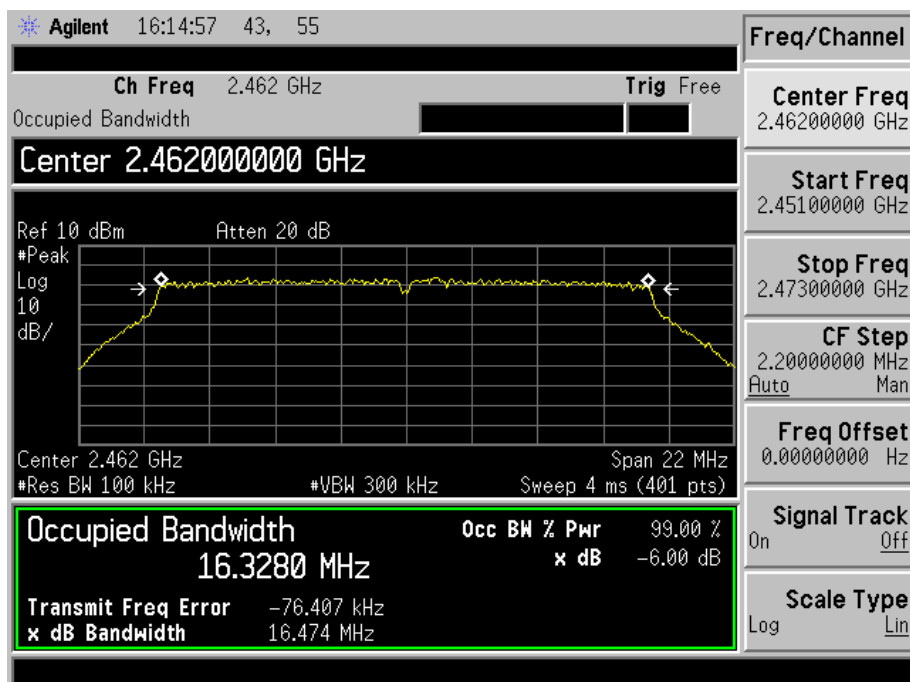 Agilent 16:14:57 43, 55
Ch Freq 2.462 GHz Trig Free
Occupied Bandwidth
Center 2.462000000 GHz
Ref 10 dBm Atten 20 dB
#Peak
Log
10
dB/
Center 2.462 GHz Span 22 MHz
#Res BW 100 kHz #VBW 300 kHz Sweep 4 ms (401 pts)
Occupied Bandwidth Occ BW % Pwr 99.00 %
16.3280 MHz x dB -6.00 dB
Transmit Freq Error -76.407 kHz
x dB Bandwidth 16.474 MHz
Freq/Channel
Center Freq
2.46200000 GHz
Start Freq
2.45100000 GHz
Stop Freq
2.47300000 GHz
CF Step
2.20000000 MHz
Auto Man
Freq Offset
0.00000000 Hz
Signal Track
On Off
Scale Type
Log Lin